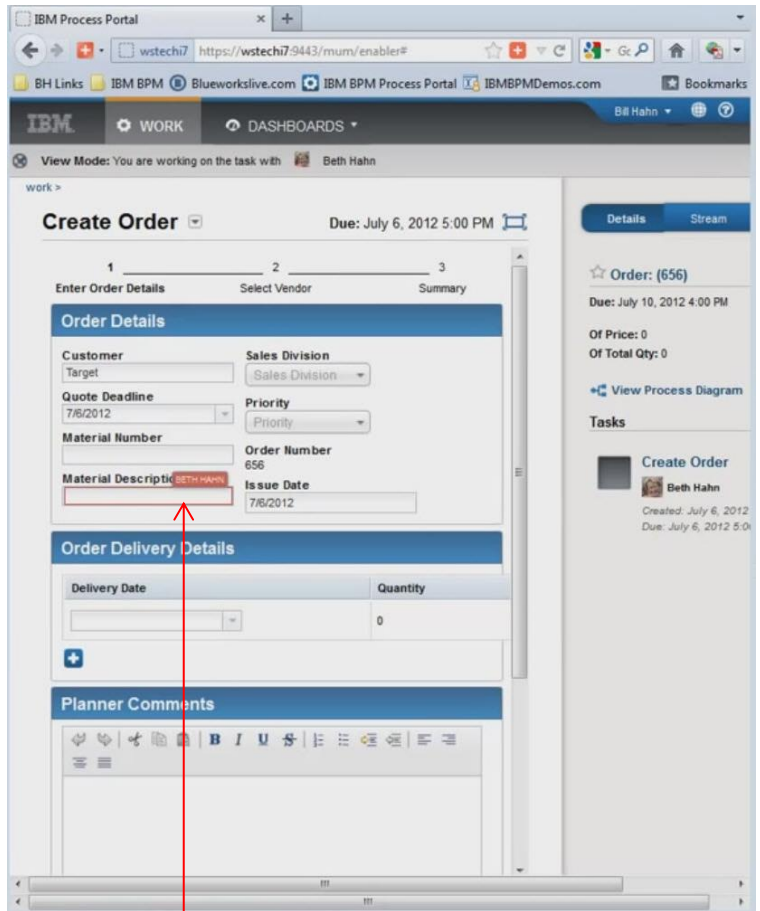 IBM Process Portal
wstechi7 https://wstechi7:9443/mum/enabler#
BH Links IBM BPM Blueworkslive.com IBM BPM Process Portal IBMBPMDemos.com Bookmarks
Bill Hahn
IBM. WORK DASHBOARDS
View Mode: You are working on the task with Beth Hahn
work >
Create Order Due: July 6, 2012 5:00 PM
Details Stream
1 2 3
Enter Order Details Select Vendor Summary
Order: (656)
Due: July 10, 2012 4:00 PM
Of Price: 0
Of Total Qty: 0
View Process Diagram
Tasks
Create Order
Beth Hahn
Created: July 6, 2012
Due: July 6, 2012 5:0
Order Details
Customer Sales Division
Target Sales Division
Quote Deadline Priority
7/6/2012 Priority
Material Number Order Number
656
Material Descriptio BETH HAHN Issue Date
7/6/2012
Order Delivery Details
Delivery Date Quantity
0
Planner Comments
B I U S